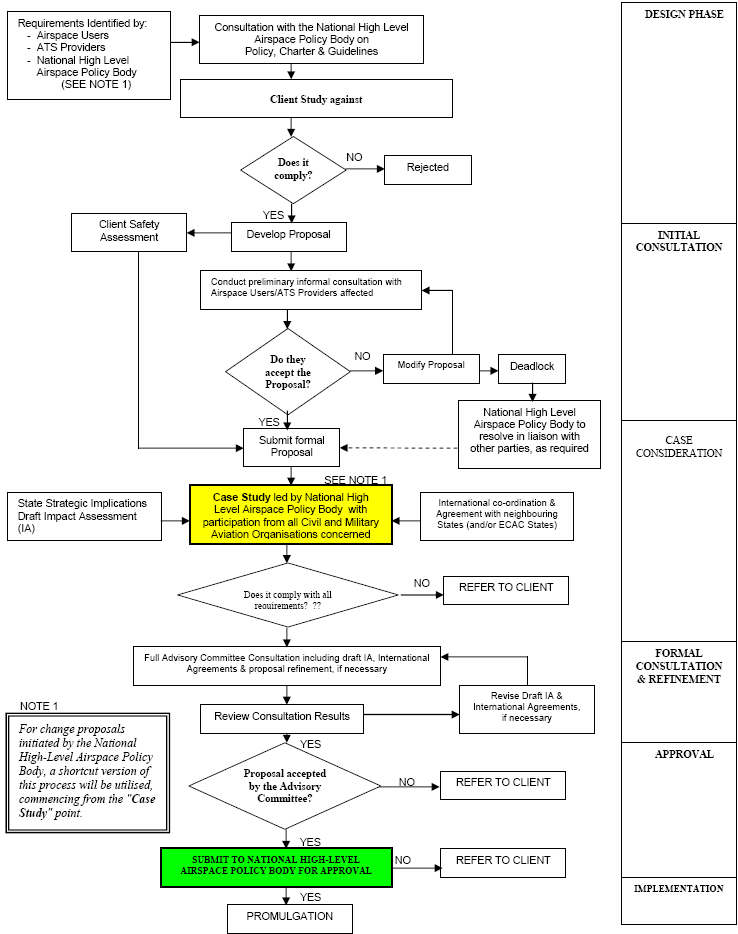 Requirements Identified by:
- Airspace Users
- ATS Providers
- National High Level
Airspace Policy Body
(SEE NOTE 1)
Consultation with the National High Level
Airspace Policy Body on
Policy, Charter & Guidelines
DESIGN PHASE
Client Study against
Does it
comply?
NO
Rejected
YES
Client Safety
Assessment
Develop Proposal
INITIAL
CONSULTATION
Conduct preliminary informal consultation with
Airspace Users/ATS Providers affected
Do they
accept the
Proposal?
NO
Modify Proposal
Deadlock
YES
National High Level
Airspace Policy Body to
resolve in liaison with
other parties, as required
Submit formal
Proposal
CASE
CONSIDERATION
SEE NOTE 1
State Strategic Implications
Draft Impact Assessment
(IA)
Case Study led by National High
Level Airspace Policy Body with
participation from all Civil and Military
Aviation Organisations concerned
International co-ordination &
Agreement with neighbouring
States (and/or ECAC States)
Does it comply with all
requirements? ??
NO
REFER TO CLIENT
Full Advisory Committee Consultation including draft IA, International
Agreements & proposal refinement, if necessary
FORMAL
CONSULTATION
& REFINEMENT
Review Consultation Results
Revise Draft IA &
International Agreements,
if necessary
NOTE 1
For change proposals
initiated by the National
High-Level Airspace Policy
Body, a shortcut version of
this process will be utilised,
commencing from the "Case
Study" point.
YES
APPROVAL
Proposal accepted
by the Advisory
Committee?
NO
REFER TO CLIENT
YES
SUBMIT TO NATIONAL HIGH-LEVEL
AIRSPACE POLICY BODY FOR APPROVAL
NO
REFER TO CLIENT
YES
IMPLEMENTATION
PROMULGATION